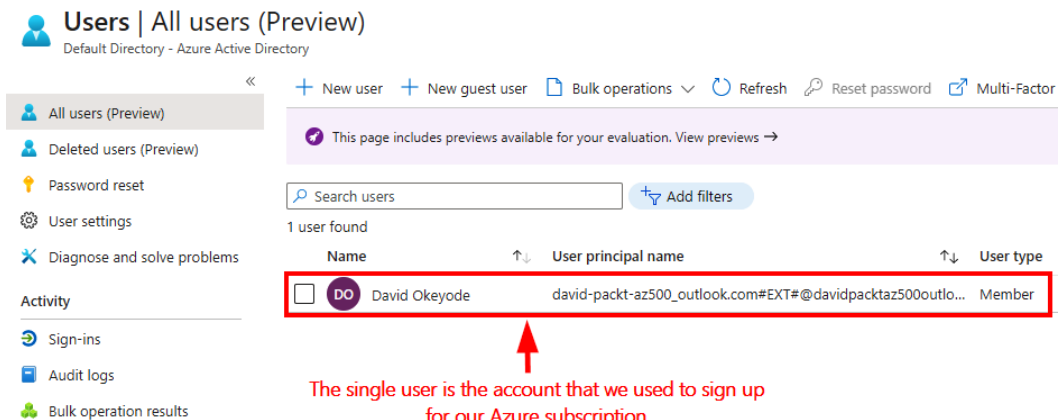 Users | All users (Preview)
Default Directory - Azure Active Directory
«
All users (Preview)
Deleted users (Preview)
Password reset
User settings
Diagnose and solve problems
Activity
Sign-ins
Audit logs
Bulk operation results
+ New user + New guest user Bulk operations Refresh Reset password Multi-Factor
This page includes previews available for your evaluation. View previews →
Search users
Add filters
1 user found
Name ↑↓ User principal name ↑↓ User type
DO David Okeyode david-packt-az500_outlook.com#EXT#@davidpacktaz500outlo... Member
The single user is the account that we used to sign up
for our Azure subscription